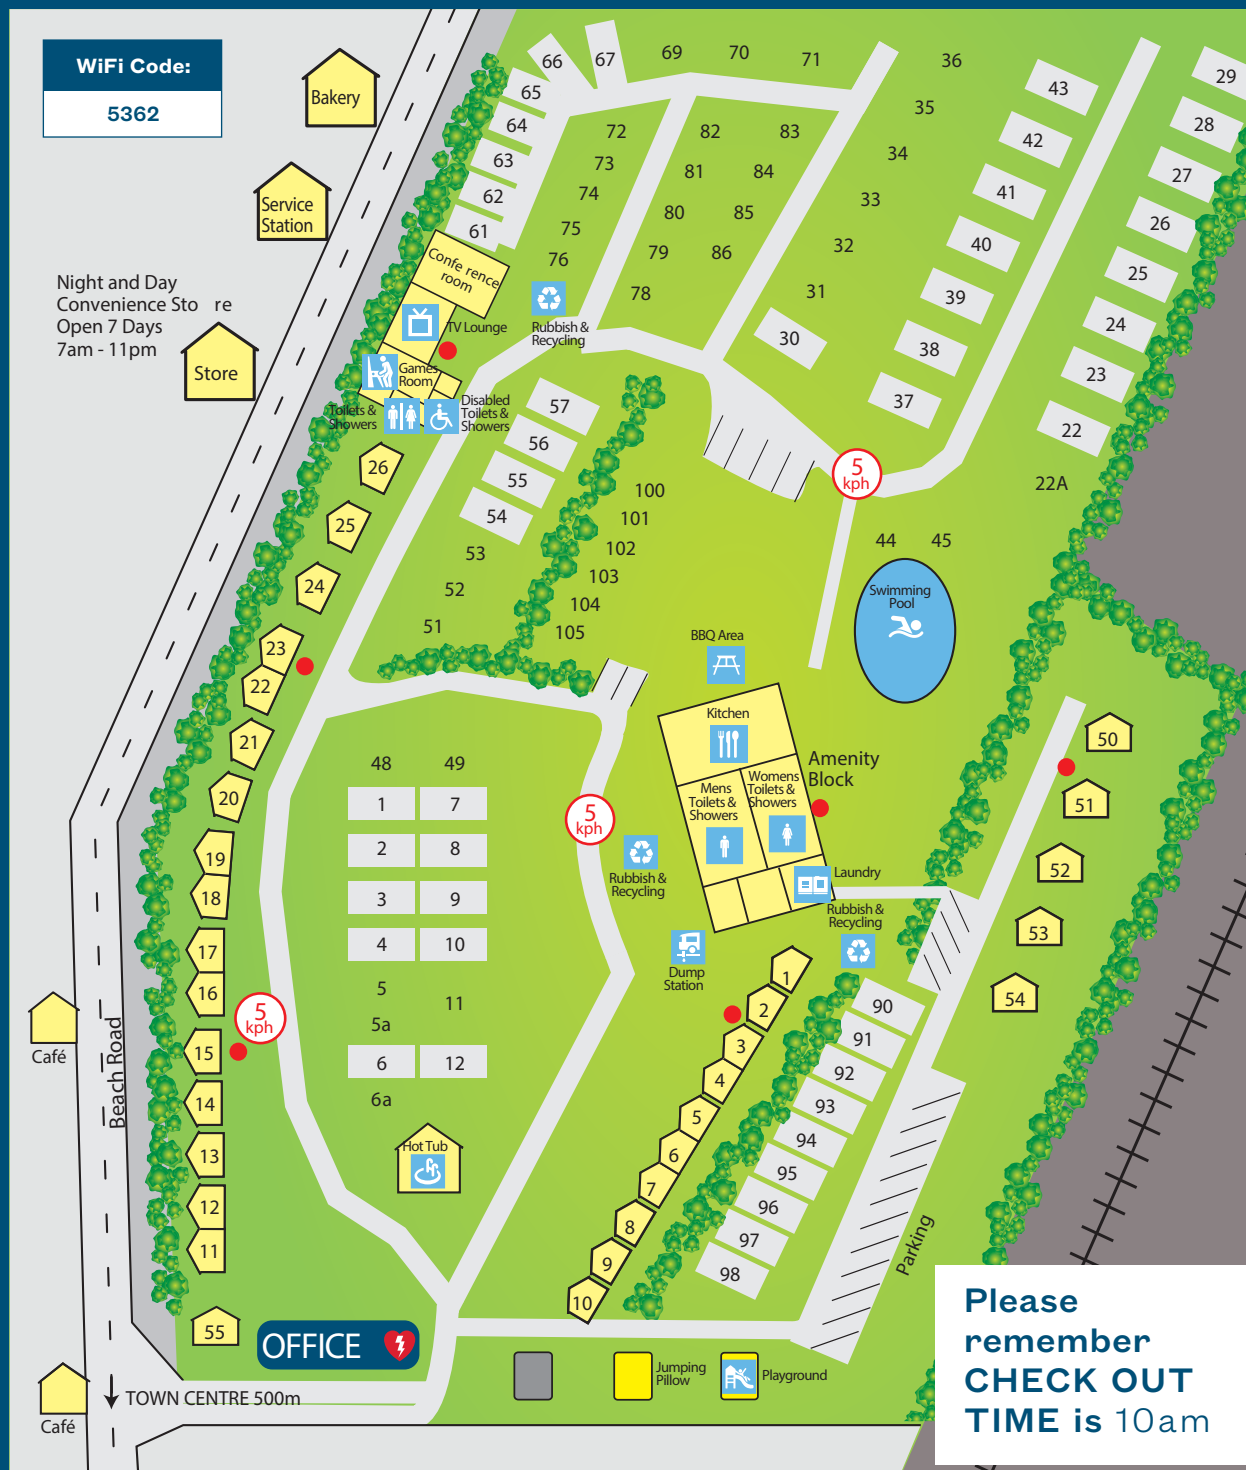 WiFi Code:
5362
Bakery
Service
Station
Night and Day
Convenience Sto re
Open 7 Days
7am - 11pm
Store
66
67
69
70
71
36
65
64
63
62
61
72
73
74
75
76
82
81
80
79
78
83
84
85
86
35
34
33
32
31
30
43
42
41
40
39
38
37
29
28
27
26
25
24
23
22
22A
Confe rence
room
TV Lounge
Games
Room
Toilets &
Showers
Disabled
Toilets &
Showers
Rubbish &
Recycling
57
56
55
54
53
52
51
100
101
102
103
104
105
5
kph
44
45
Swimming
Pool
26
25
24
23
22
21
20
19
18
17
16
15
14
13
12
11
55
BBQ Area
Kitchen
Mens
Toilets &
Showers
Womens
Toilets &
Showers
Amenity
Block
Laundry
Rubbish &
Recycling
Rubbish &
Recycling
Dump
Station
5
kph
5
kph
48
49
1
7
2
8
3
9
4
10
5
5a
11
6
12
6a
Hot Tub
1
2
3
4
5
6
7
8
9
10
90
91
92
93
94
95
96
97
98
50
51
52
53
54
Parking
Beach Road
Café
Café
TOWN CENTRE 500m
OFFICE
Jumping
Pillow
Playground
Please
remember
CHECK OUT
TIME is 10am